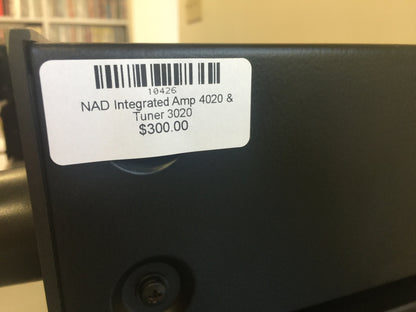 10426
NAD Integrated Amp 4020 &
Tuner 3020
$300.00